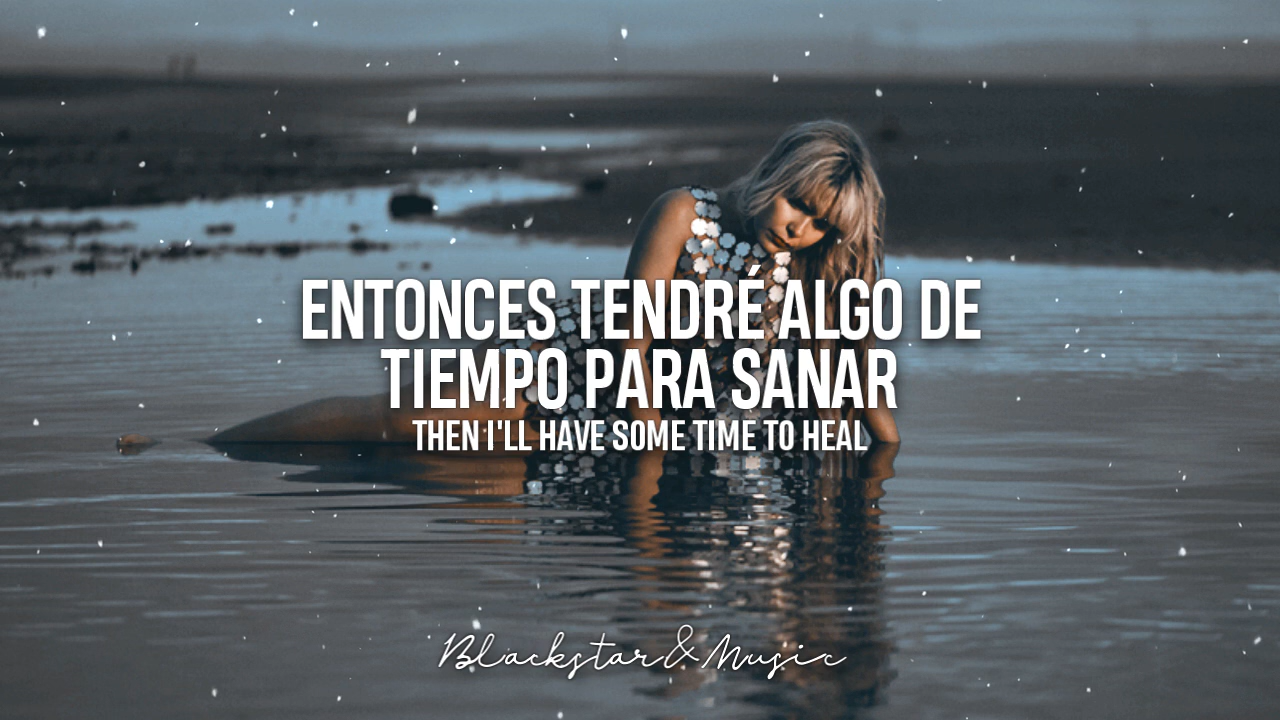 ENTONCES TENDRÉ ALGO DE
TIEMPO PARA SANAR
THEN I'LL HAVE SOME TIME TO HEAL
Blackstar&Music